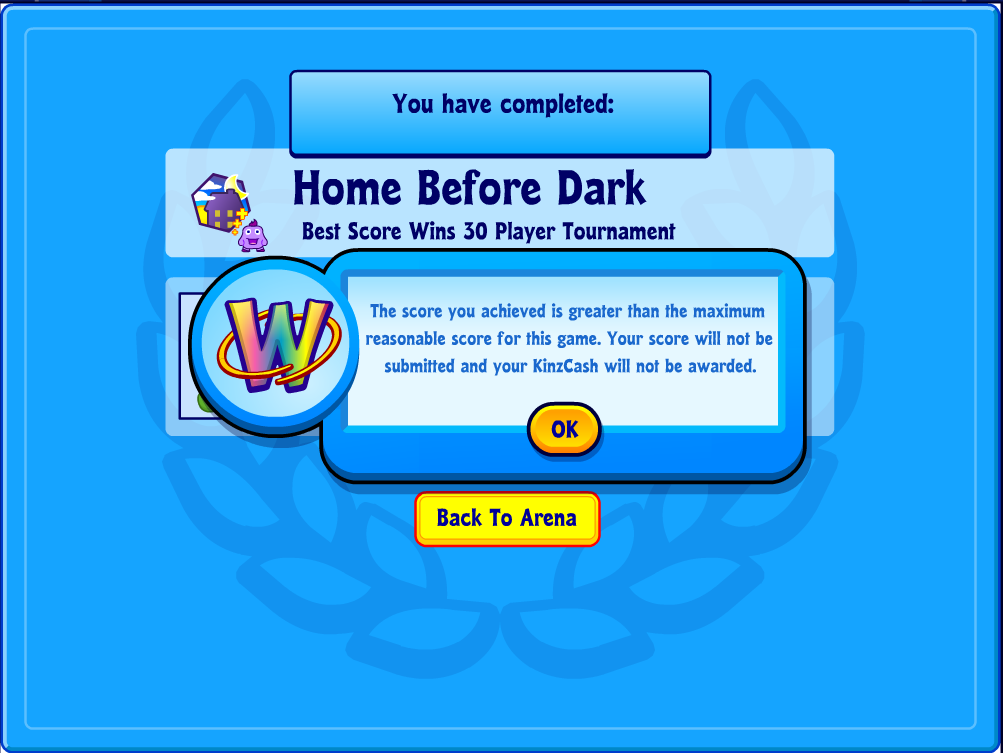 You have completed:
Home Before Dark
Best Score Wins 30 Player Tournament
W
The score you achieved is greater than the maximum
reasonable score for this game. Your score will not be
submitted and your KinzCash will not be awarded.
OK
Back To Arena